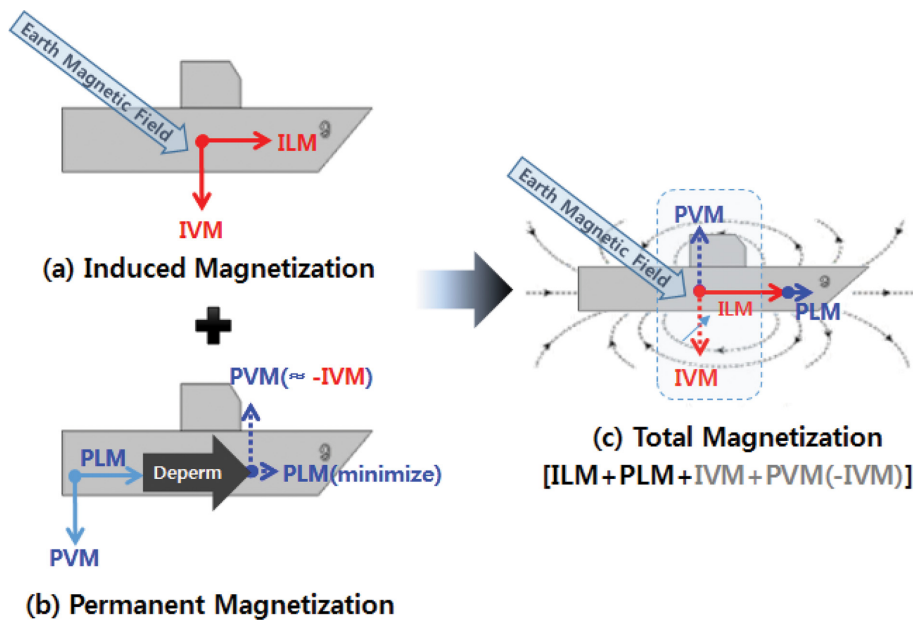 Earth Magnetic Field
ILM
IVM
(a) Induced Magnetization
PVM(≈ -IVM)
PLM
Deperm
PLM(minimize)
PVM
(b) Permanent Magnetization
Earth Magnetic Field
PVM
ILM
PLM
IVM
(c) Total Magnetization
[ILM+PLM+IVM+PVM(-IVM)]